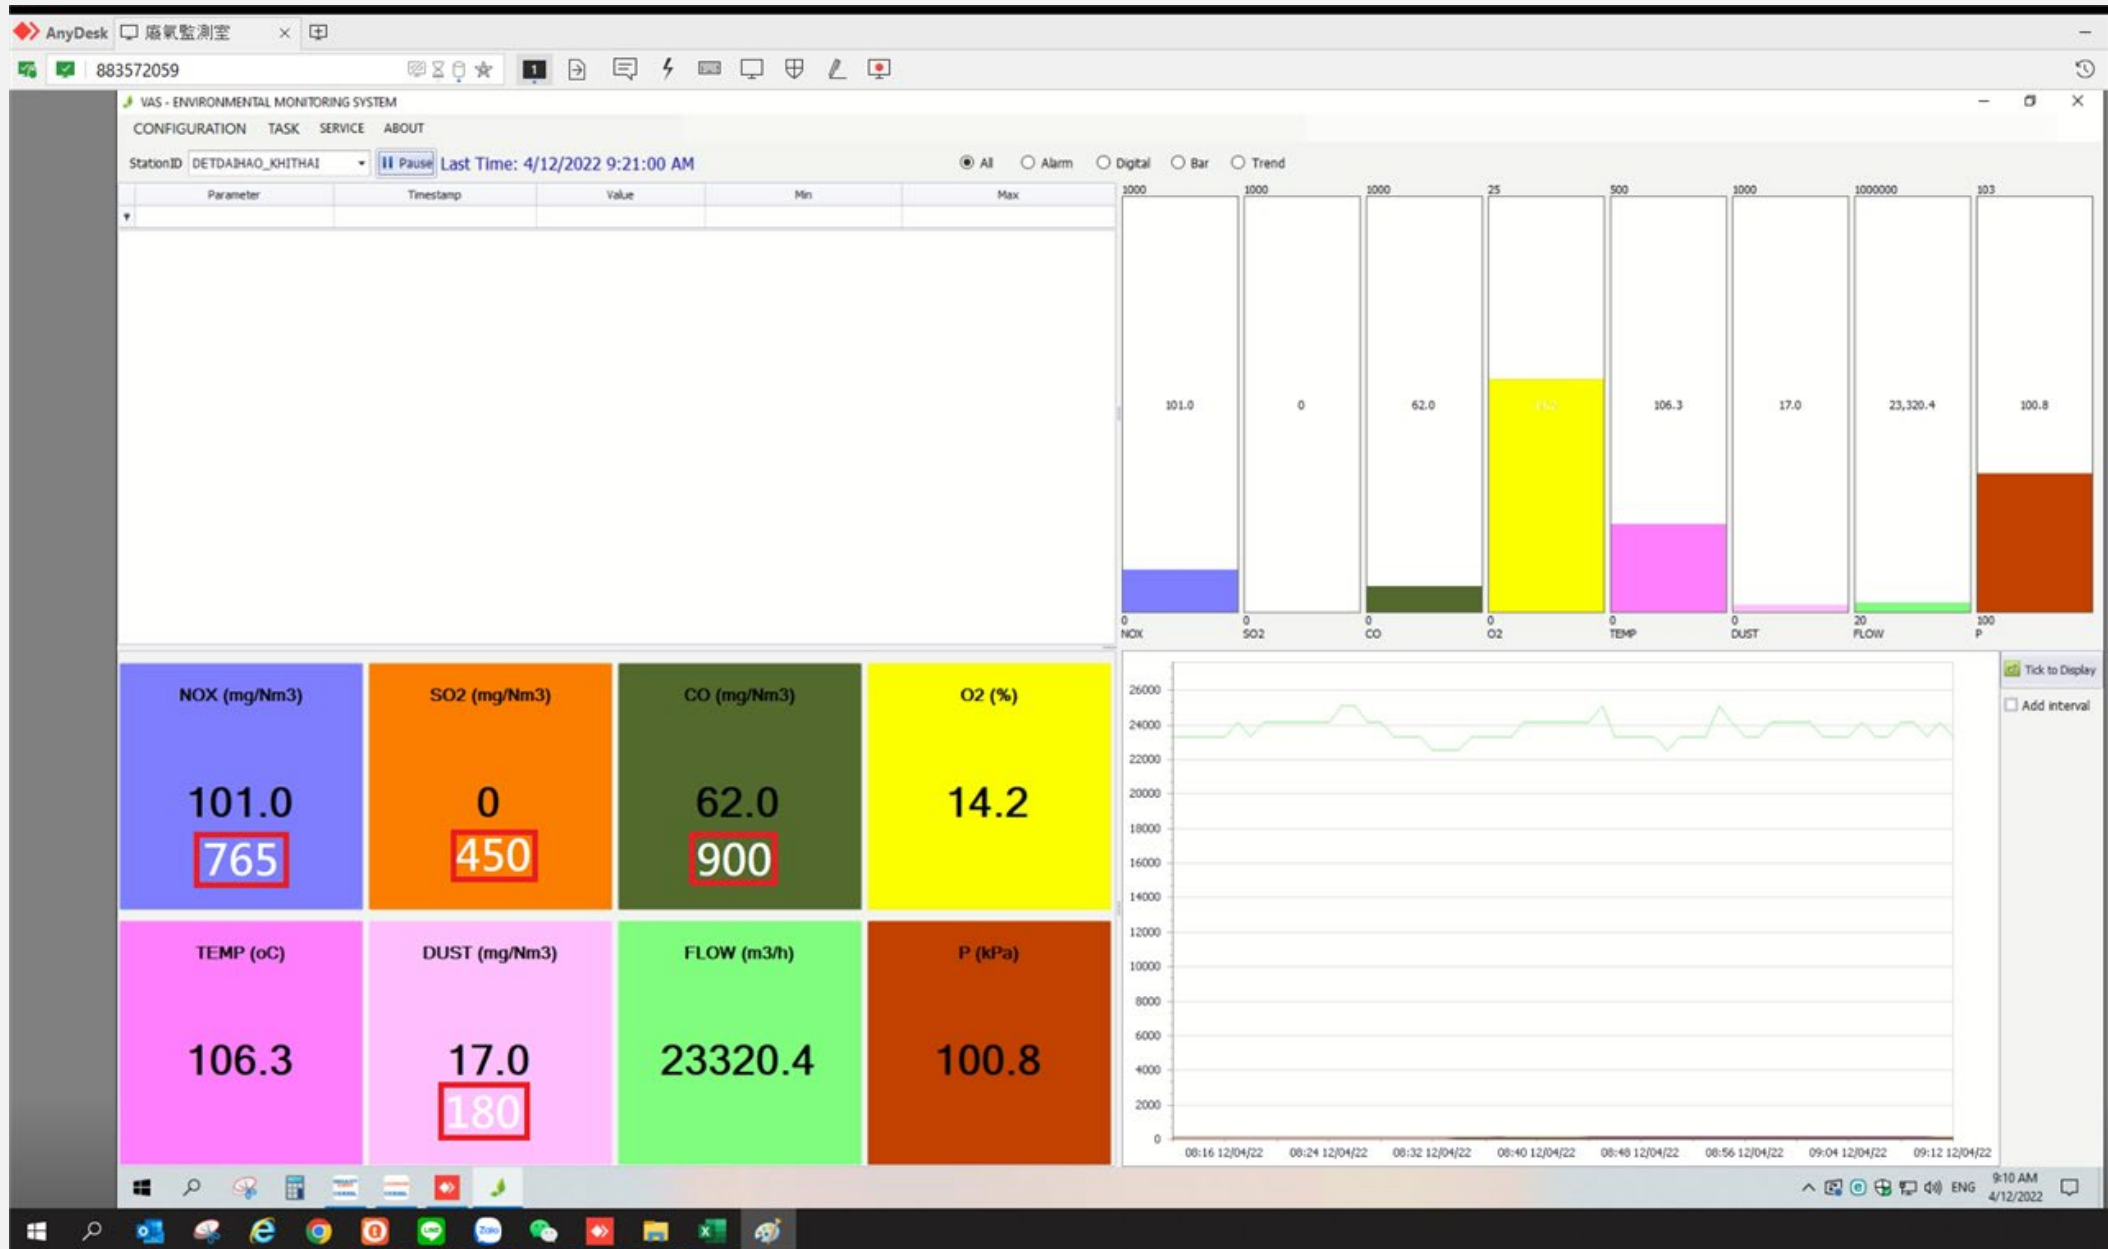 AnyDesk 廢氣監測室
883572059
1
VAS - ENVIRONMENTAL MONITORING SYSTEM
CONFIGURATION TASK SERVICE ABOUT
StationID DETDAIHAO_KHITHAI Pause Last Time: 4/12/2022 9:21:00 AM All Alarm Digital Bar Trend
Parameter Timestamp Value Min Max
1000 1000 1000 25 500 1000 1000000 103
101.0 0 62.0 106.3 17.0 23,320.4 100.8
0 0 0 0 0 0 20 100
NOX SO2 CO O2 TEMP DUST FLOW P
NOX (mg/Nm3) SO2 (mg/Nm3) CO (mg/Nm3) O2 (%)
101.0 0 62.0 14.2
765 450 900
TEMP (oC) DUST (mg/Nm3) FLOW (m3/h) P (kPa)
106.3 17.0 23320.4 100.8
180
Tick to Display
Add interval
26000
24000
22000
20000
18000
16000
14000
12000
10000
8000
6000
4000
2000
0
08:16 12/04/22 08:24 12/04/22 08:32 12/04/22 08:40 12/04/22 08:48 12/04/22 08:56 12/04/22 09:04 12/04/22 09:12 12/04/22
ENG 9:10 AM
4/12/2022
LINE Zalo